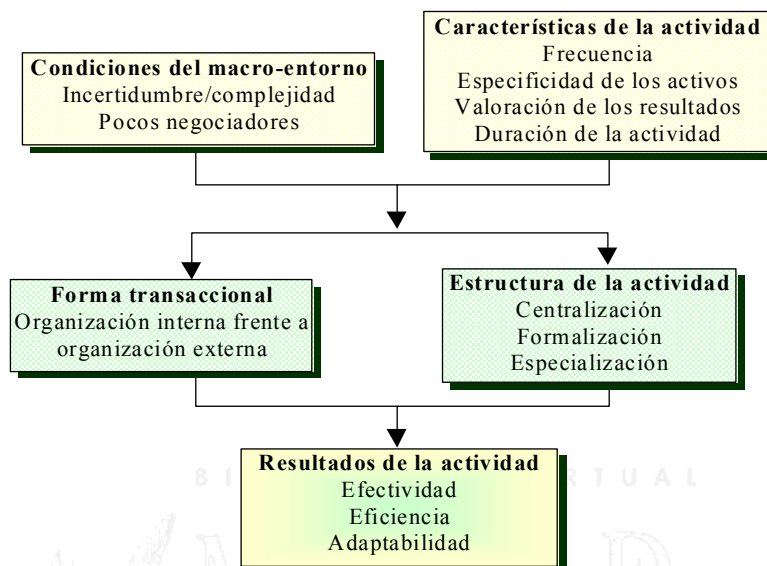 Condiciones del macro-entorno
Incertidumbre/complejidad
Pocos negociadores
Características de la actividad
Frecuencia
Especificidad de los activos
Valoración de los resultados
Duración de la actividad
Forma transaccional
Organización interna frente a
organización externa
Estructura de la actividad
Centralización
Formalización
Especialización
Resultados de la actividad
Efectividad
Eficiencia
Adaptabilidad